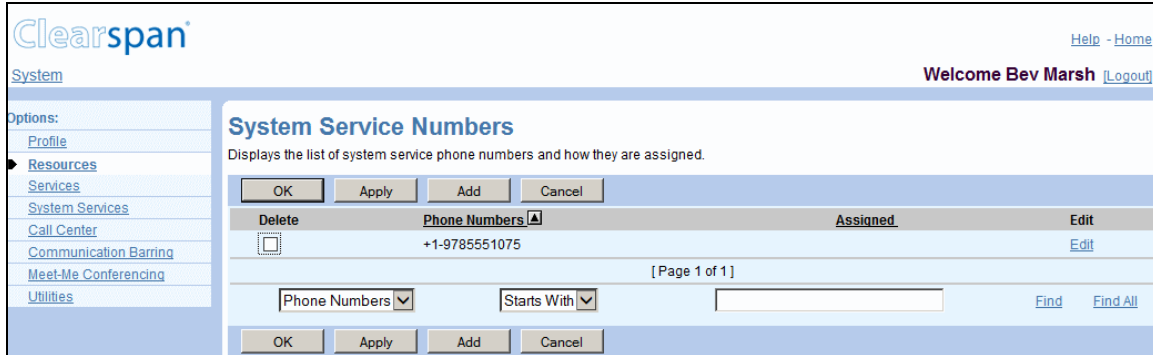 Clearspan
Help - Home
System
Welcome Bev Marsh [Logout]
Options:
Profile
Resources
Services
System Services
Call Center
Communication Barring
Meet-Me Conferencing
Utilities
System Service Numbers
Displays the list of system service phone numbers and how they are assigned.
OK Apply Add Cancel
Delete Phone Numbers Assigned Edit
+1-9785551075 Edit
[ Page 1 of 1 ]
Phone Numbers Starts With Find Find All
OK Apply Add Cancel